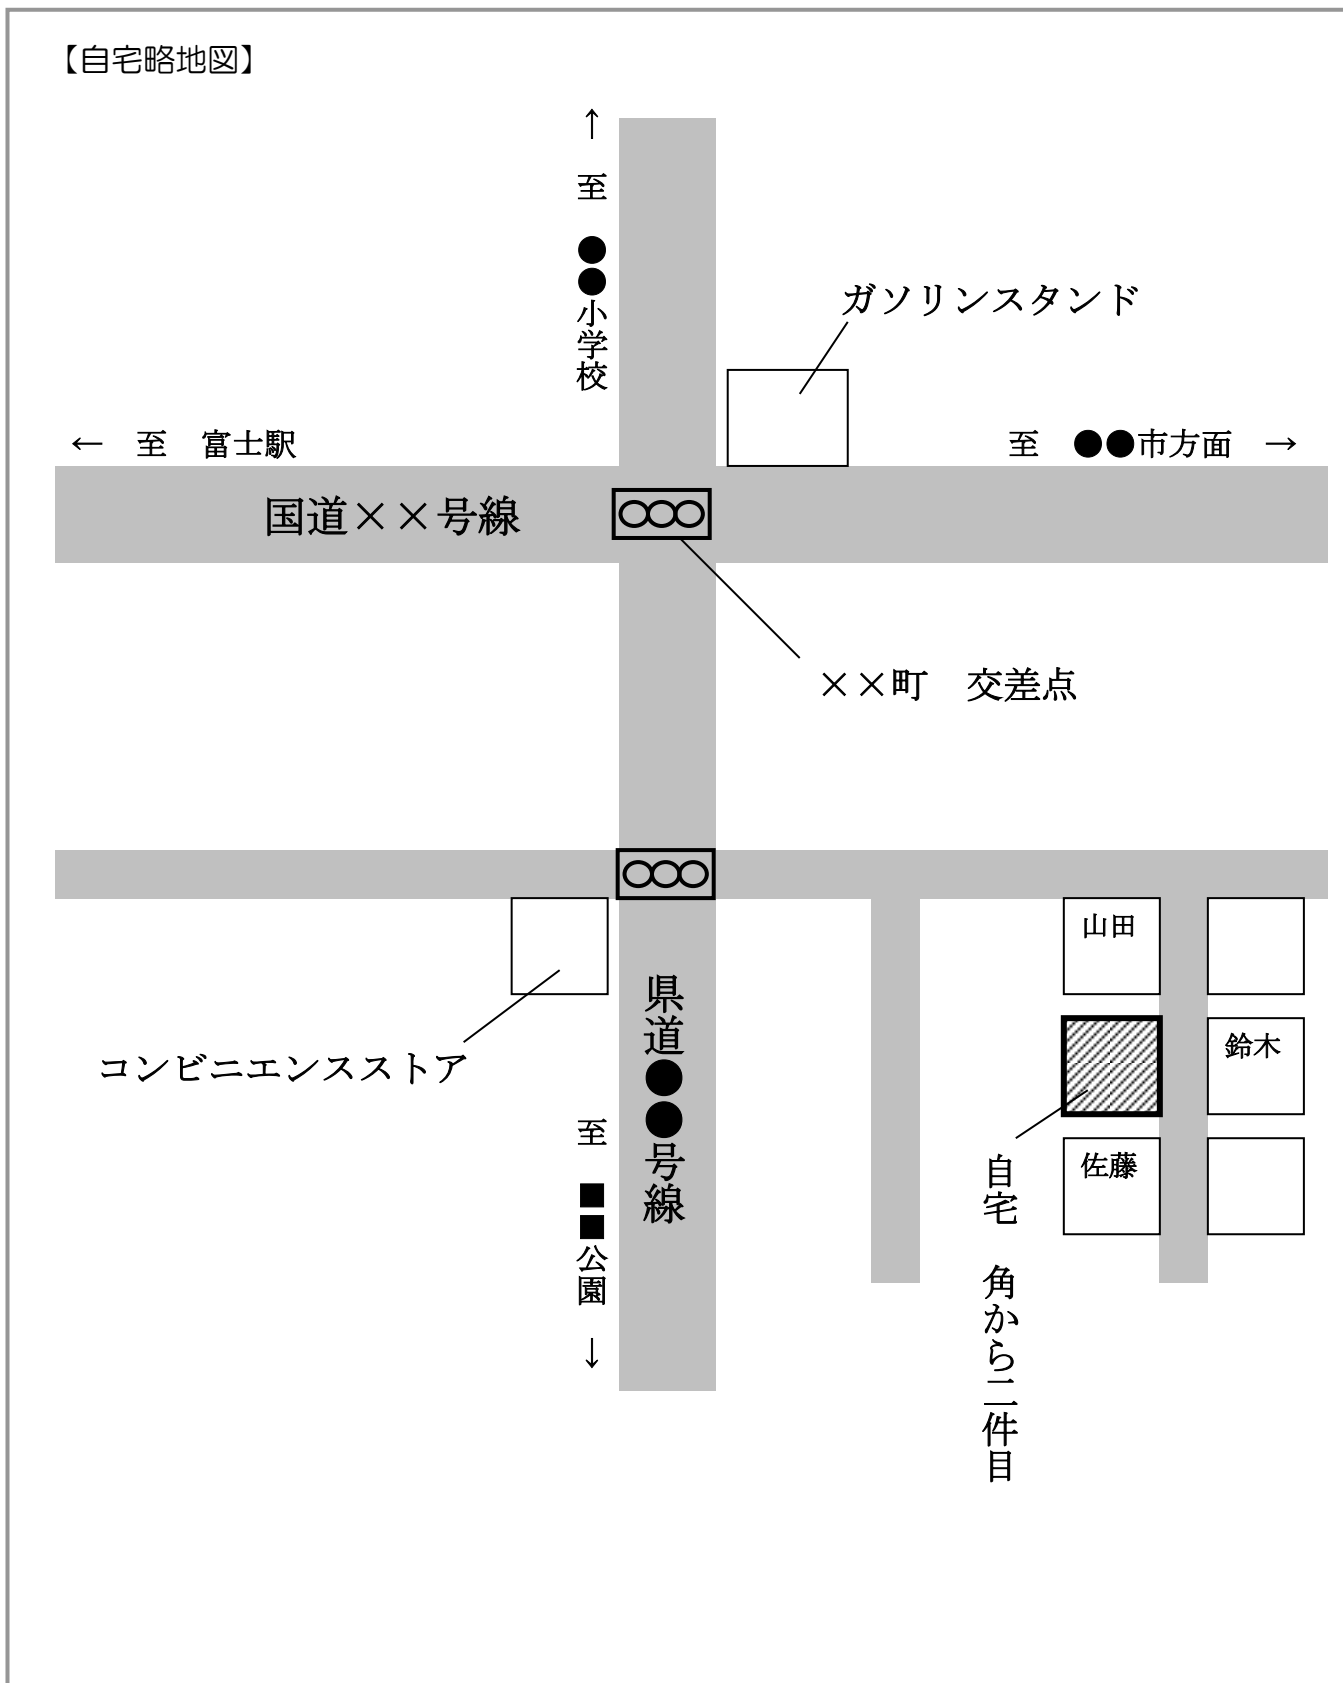 【自宅略地図】
↑ 至 ●●小学校
ガソリンスタンド
← 至 富士駅
至 ●●市方面 →
国道××号線
××町 交差点
山田
コンビニエンスストア
県道●●号線
鈴木
至 ■■公園 ↓
佐藤
自宅 角から二件目